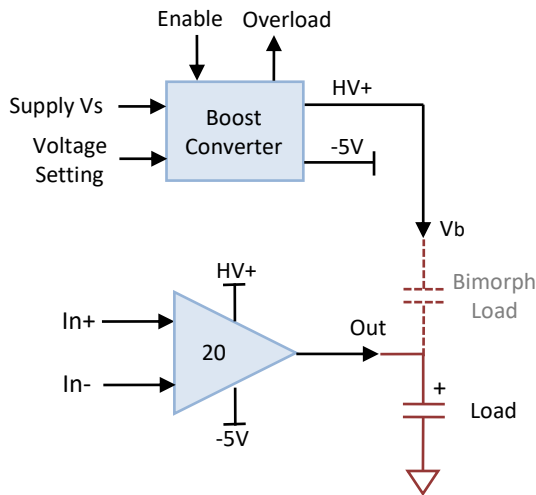 Enable
Overload
Supply Vs
Voltage
Setting
Boost
Converter
HV+
-5V
Vb
Bimorph
Load
HV+
In+
In-
20
-5V
Out
+
Load